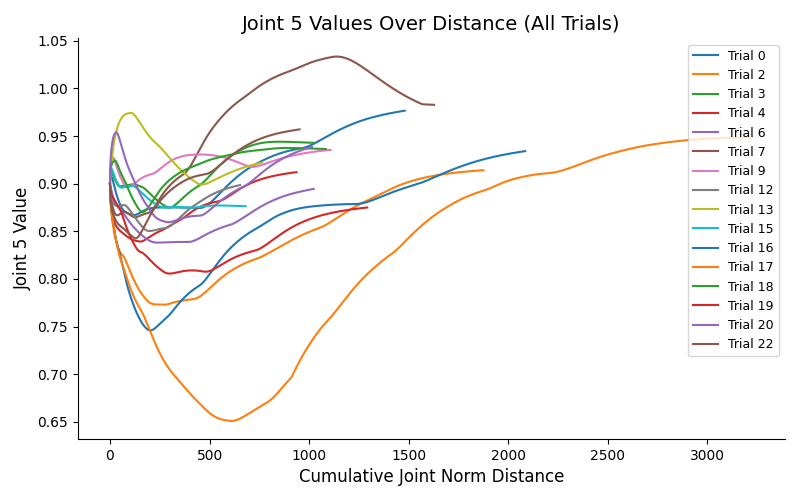 Joint 5 Values Over Distance (All Trials)
Joint 5 Value
1.05
1.00
0.95
0.90
0.85
0.80
0.75
0.70
0.65
0
500
1000
1500
2000
2500
3000
Cumulative Joint Norm Distance
Trial 0
Trial 2
Trial 3
Trial 4
Trial 6
Trial 7
Trial 9
Trial 12
Trial 13
Trial 15
Trial 16
Trial 17
Trial 18
Trial 19
Trial 20
Trial 22